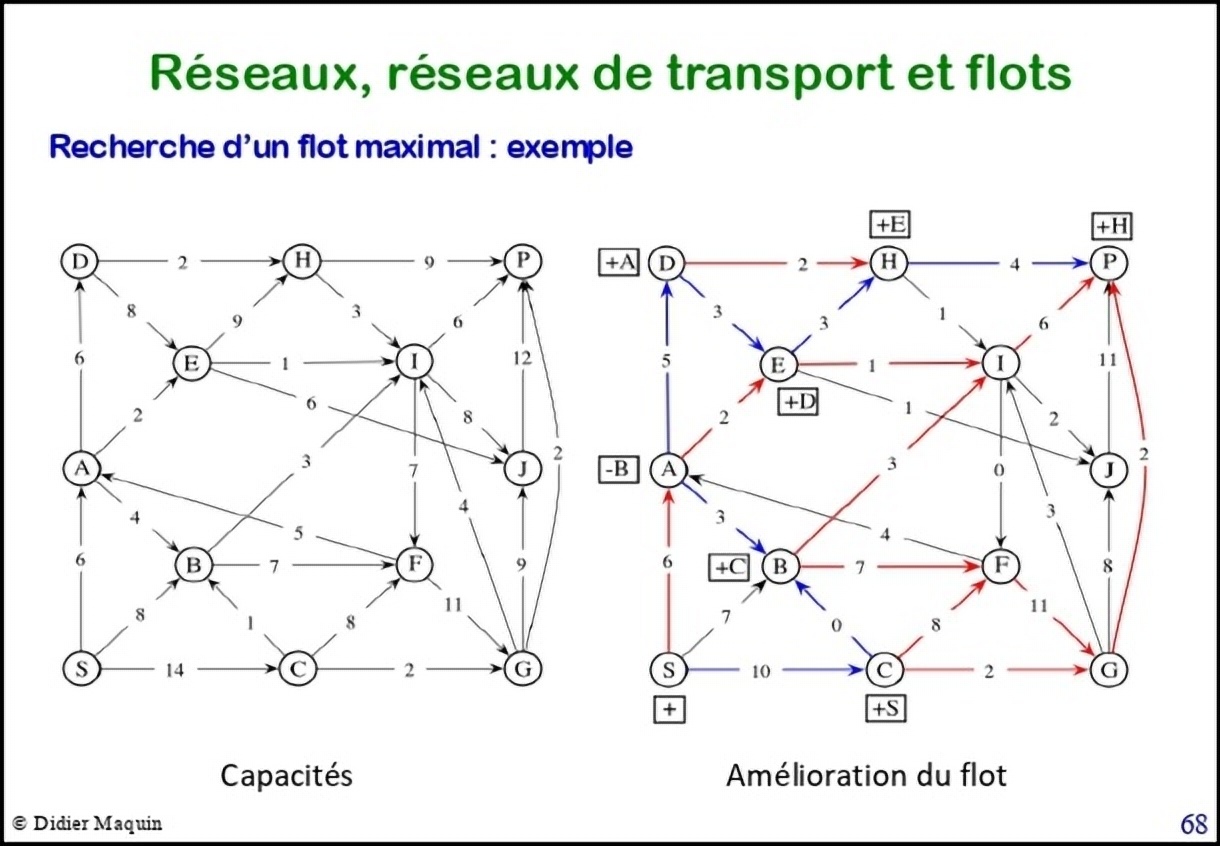 Réseaux, réseaux de transport et flots
Recherche d'un flot maximal : exemple
+E +H
D 2 H 9 P
+A D 2 H 4 P
8 9 3 6
3 3 1 6
6 E 1 I 12
5 E 1 I 11
2 6 8
+D
2 1 2
A 3 7 J 2
-B A 3 0 J 2
4 5 4
3 4 3
6 B 7 F 9
+C
6 B 7 F 8
8 1 8 11
7 0 8 11
S 14 C 2 G
S 10 C 2 G
+ +S
Capacités
Amélioration du flot
© Didier Maquin
68